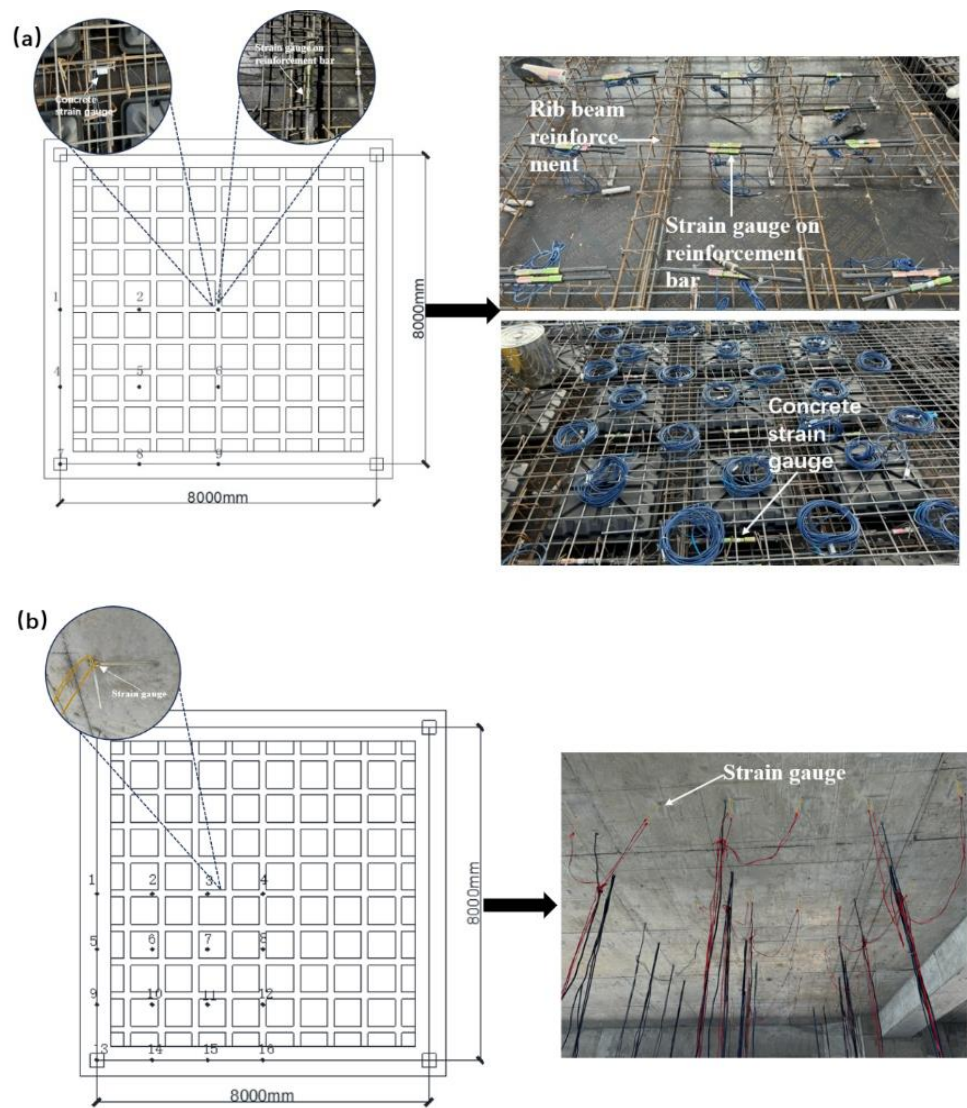 (a)
Concrete
strain gauge
Strain gauge on
reinforcement bar
Rib beam
reinforce
ment
Strain gauge on
reinforcement
bar
1
2
4
5
6
7
8
9
8000mm
8000mm
Concrete
strain
gauge
(b)
Strain gauge
Strain gauge
1
2
3
4
5
6
7
8
9
10
11
12
13
14
15
16
8000mm
8000mm